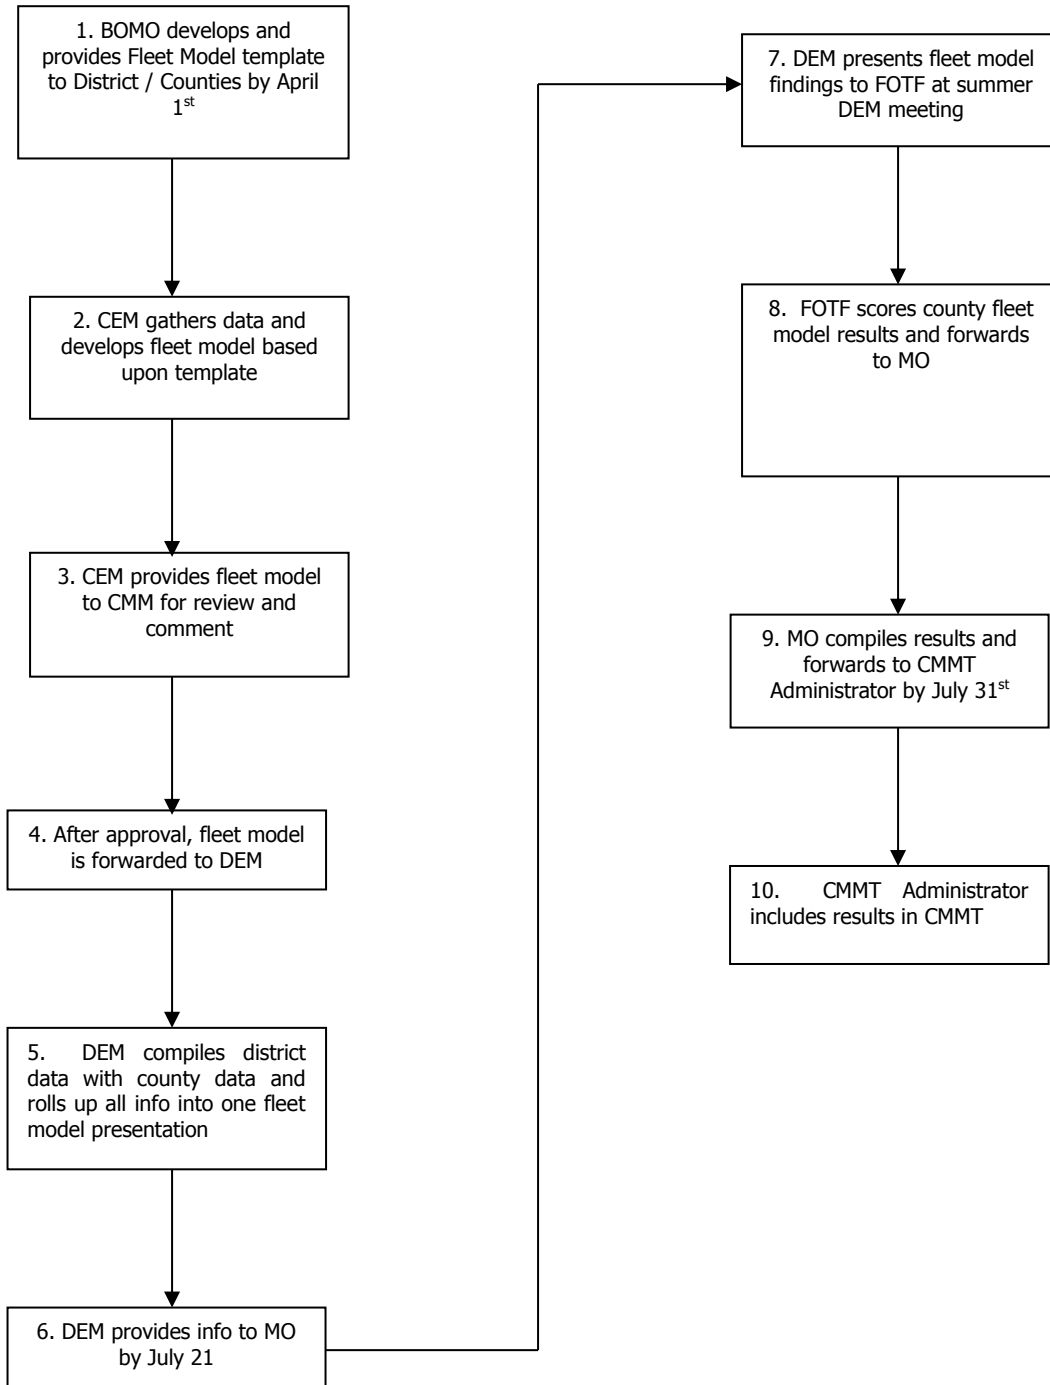 1. BOMO develops and
provides Fleet Model template
to District / Counties by April
1st
2. CEM gathers data and
develops fleet model based
upon template
3. CEM provides fleet model
to CMM for review and
comment
4. After approval, fleet model
is forwarded to DEM
5. DEM compiles district
data with county data and
rolls up all info into one fleet
model presentation
6. DEM provides info to MO
by July 21
7. DEM presents fleet model
findings to FOTF at summer
DEM meeting
8. FOTF scores county fleet
model results and forwards
to MO
9. MO compiles results and
forwards to CMMT
Administrator by July 31st
10. CMMT Administrator
includes results in CMMT